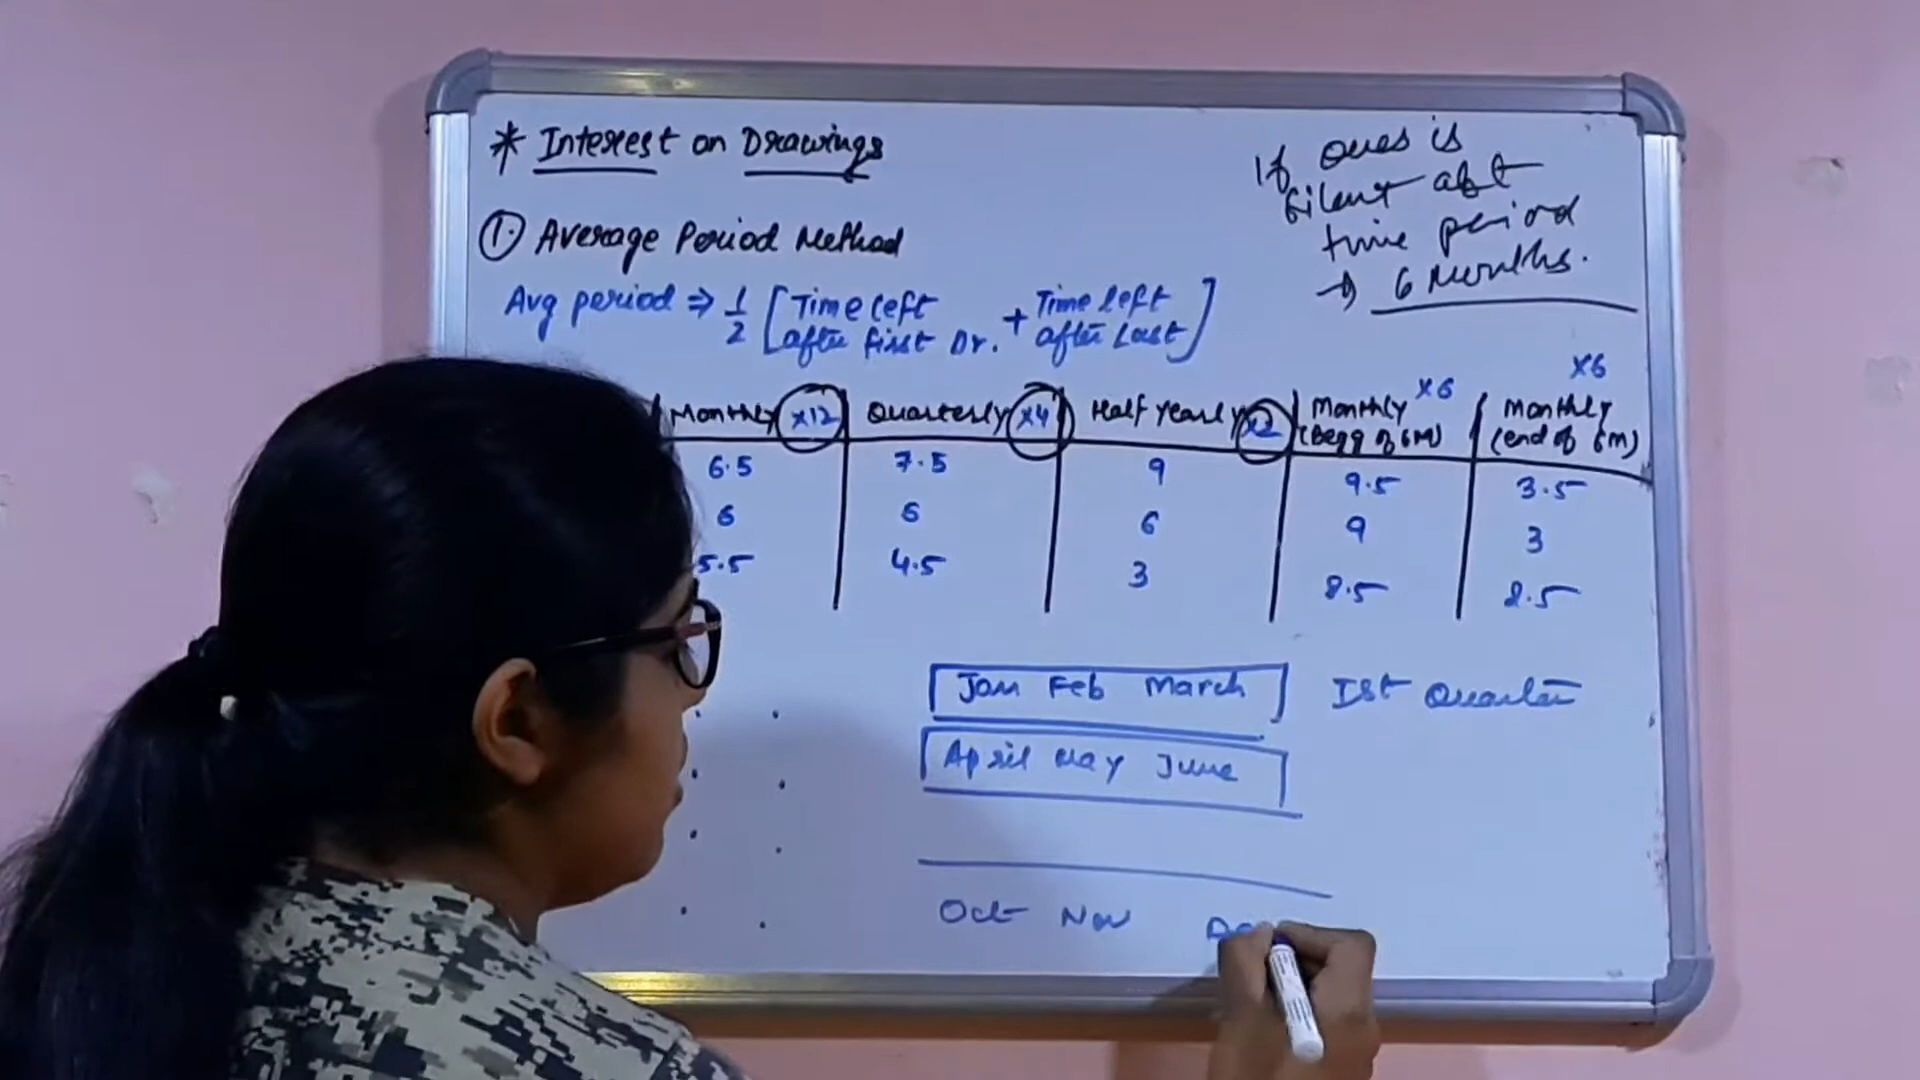 * Interest on Drawings
If ques is
silent abt
time period
→ 6 Months.
1. Average Period Method
Avg period ⇒ 1/2 [Time left after first Dr. + Time left after Last]
Monthly x12 Quarterly x4 Half Yearly x2 Monthly x6 (Begg of 6M) Monthly x6 (end of 6M)
6.5 7.5 9 9.5 3.5
6 6 6 9 3
5.5 4.5 3 8.5 2.5
Jan Feb March Ist Quarter
April May June
Oct Nov